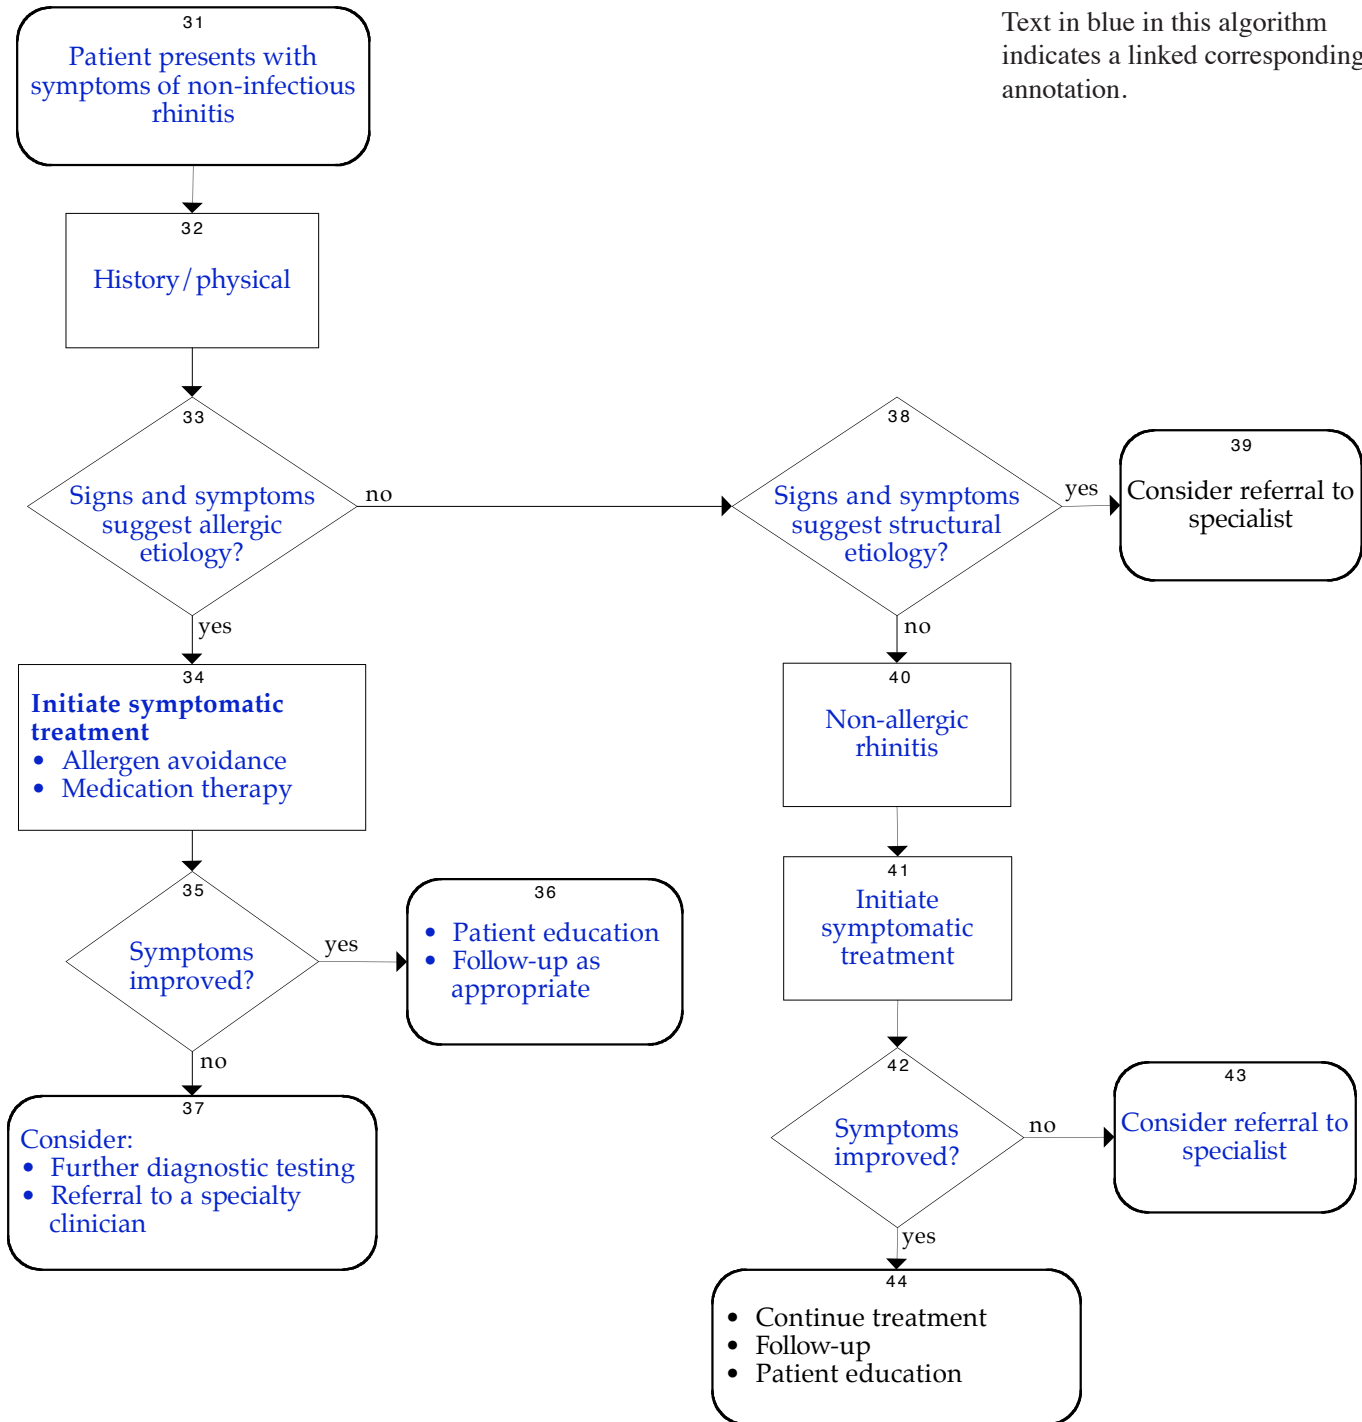 Text in blue in this algorithm
indicates a linked corresponding
annotation.
31
Patient presents with
symptoms of non-infectious
rhinitis
32
History/physical
33
Signs and symptoms
suggest allergic
etiology?
no
yes
38
Signs and symptoms
suggest structural
etiology?
yes
no
39
Consider referral to
specialist
34
Initiate symptomatic
treatment
• Allergen avoidance
• Medication therapy
35
Symptoms
improved?
yes
no
36
• Patient education
• Follow-up as
appropriate
37
Consider:
• Further diagnostic testing
• Referral to a specialty
clinician
40
Non-allergic
rhinitis
41
Initiate
symptomatic
treatment
42
Symptoms
improved?
no
yes
43
Consider referral to
specialist
44
• Continue treatment
• Follow-up
• Patient education